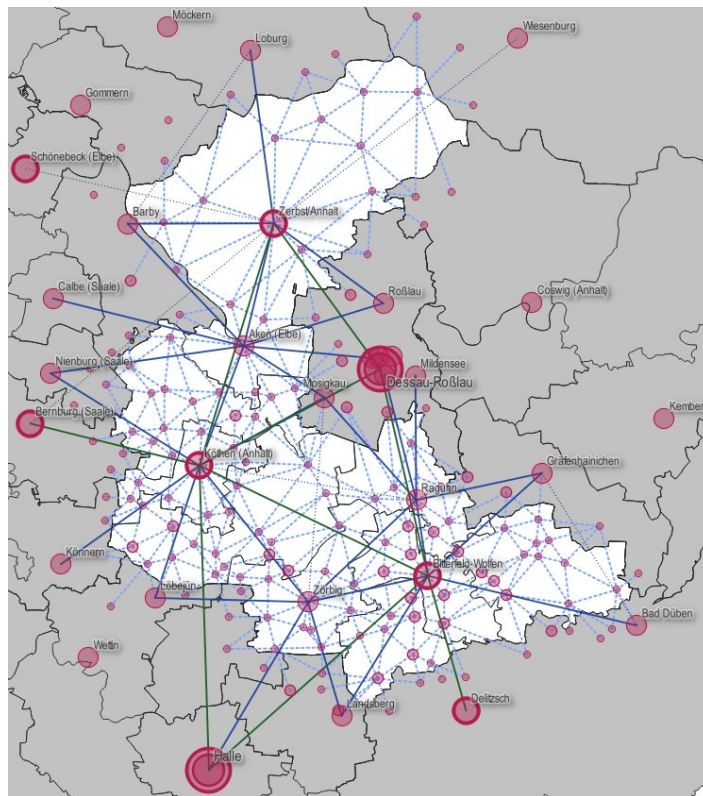 Möckern
Loburg
Wiesenburg
Gommern
Schönebeck (Elbe)
Barby
Zerbst/Anhalt
Calbe (Saale)
Roßlau
Coswig (Anhalt)
Aken (Elbe)
Nienburg (Saale)
Mildensee
Dessau-Roßlau
Mosigkau
Bernburg (Saale)
Kemberg
Köthen (Anhalt)
Gräfenhainichen
Raguhn
Könnern
Bitterfeld-Wolfen
Löbejün
Zörbig
Bad Düben
Wettin
Delitzsch
Landsberg
Halle